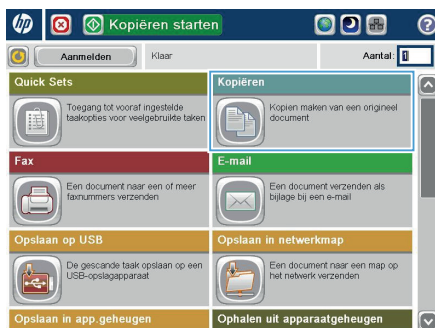 hp
Kopiëren starten
?
Aanmelden
Klaar
Aantal: 1
Quick Sets
Toegang tot vooraf ingestelde
taakopties voor veelgebruikte taken
Kopiëren
Kopiën maken van een origineel
document
Fax
Een document naar een of meer
faxnummers verzenden
E-mail
Een document verzenden als
bijlage bij een e-mail
Opslaan op USB
De gescande taak opslaan op een
USB-opslagapparaat
Opslaan in netwerkmap
Een document naar een map op
het netwerk verzenden
Opslaan in app.geheugen
Ophalen uit apparaatgeheugen